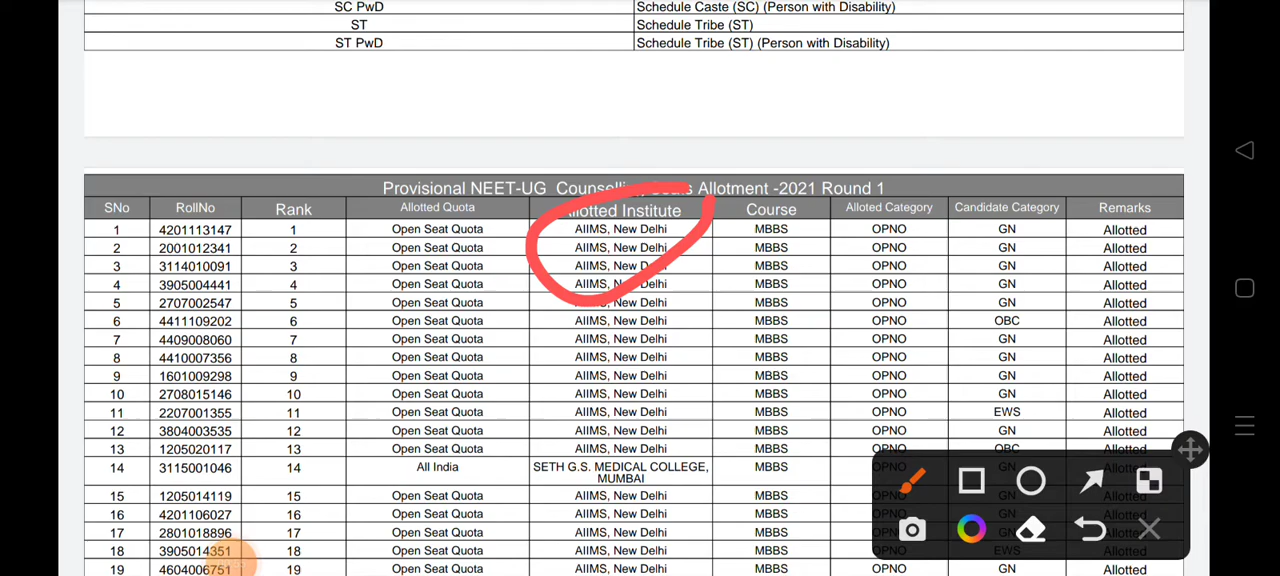 SC PwD Schedule Caste (SC) (Person with Disability)
ST Schedule Tribe (ST)
ST PwD Schedule Tribe (ST) (Person with Disability)
Provisional NEET-UG Counselling Seats Allotment -2021 Round 1
SNo RollNo Rank Allotted Quota Allotted Institute Course Alloted Category Candidate Category Remarks
1 4201113147 1 Open Seat Quota AIIMS, New Delhi MBBS OPNO GN Allotted
2 2001012341 2 Open Seat Quota AIIMS, New Delhi MBBS OPNO GN Allotted
3 3114010091 3 Open Seat Quota AIIMS, New Delhi MBBS OPNO GN Allotted
4 3905004441 4 Open Seat Quota AIIMS, New Delhi MBBS OPNO GN Allotted
5 2707002547 5 Open Seat Quota AIIMS, New Delhi MBBS OPNO GN Allotted
6 4411109202 6 Open Seat Quota AIIMS, New Delhi MBBS OPNO OBC Allotted
7 4409008060 7 Open Seat Quota AIIMS, New Delhi MBBS OPNO GN Allotted
8 4410007356 8 Open Seat Quota AIIMS, New Delhi MBBS OPNO GN Allotted
9 1601009298 9 Open Seat Quota AIIMS, New Delhi MBBS OPNO GN Allotted
10 2708015146 10 Open Seat Quota AIIMS, New Delhi MBBS OPNO GN Allotted
11 2207001355 11 Open Seat Quota AIIMS, New Delhi MBBS OPNO EWS Allotted
12 3804003535 12 Open Seat Quota AIIMS, New Delhi MBBS OPNO GN Allotted
13 1205020117 13 Open Seat Quota AIIMS, New Delhi MBBS OPNO OBC Allotted
14 3115001046 14 All India SETH G.S. MEDICAL COLLEGE, MBBS OPNO GN Allotted
MUMBAI
15 1205014119 15 Open Seat Quota AIIMS, New Delhi MBBS OPNO GN Allotted
16 4201106027 16 Open Seat Quota AIIMS, New Delhi MBBS OPNO GN Allotted
17 2801018896 17 Open Seat Quota AIIMS, New Delhi MBBS OPNO GN Allotted
18 3905014351 18 Open Seat Quota AIIMS, New Delhi MBBS OPNO EWS Allotted
19 4604006751 19 Open Seat Quota AIIMS, New Delhi MBBS OPNO GN Allotted